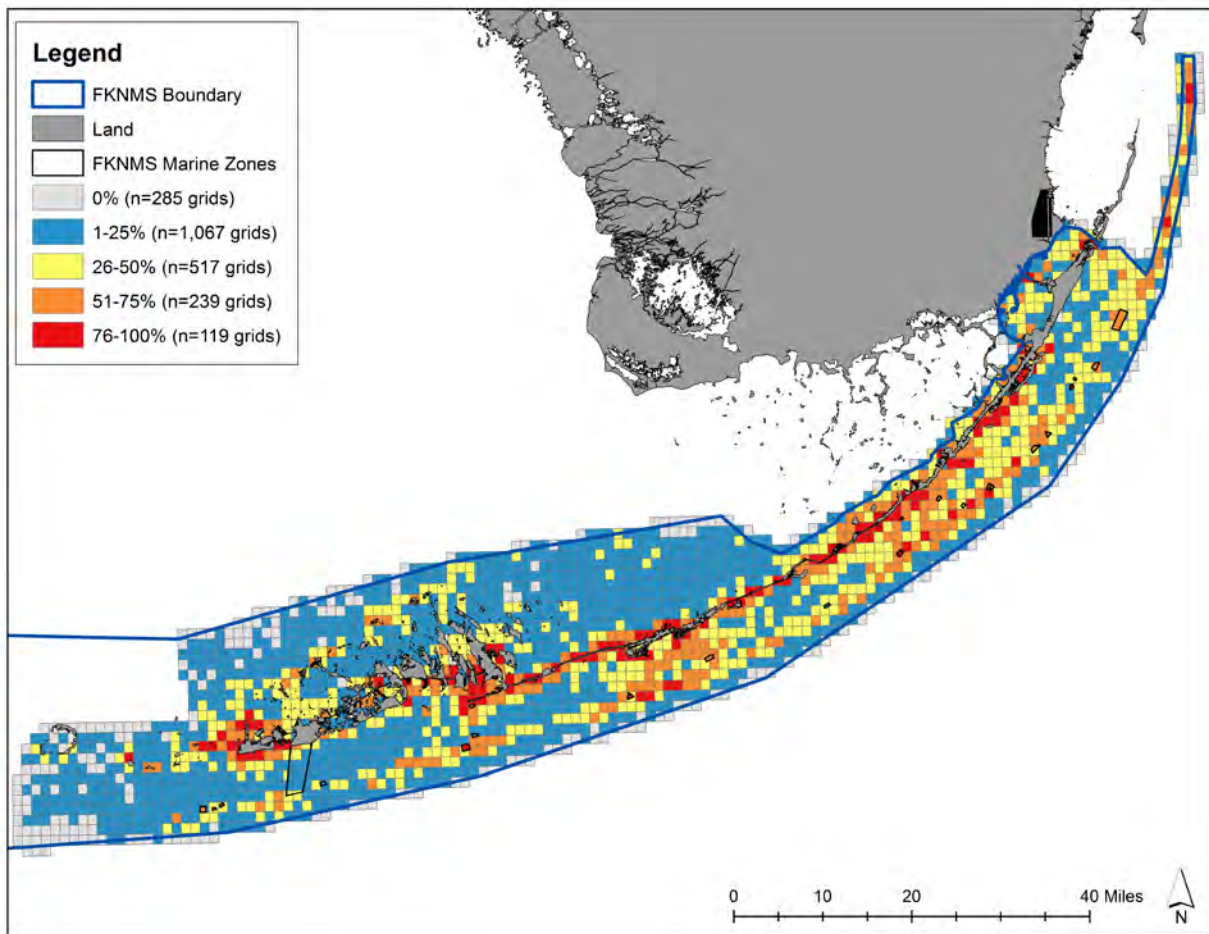 Legend
FKNMS Boundary
Land
FKNMS Marine Zones
0% (n=285 grids)
1-25% (n=1,067 grids)
26-50% (n=517 grids)
51-75% (n=239 grids)
76-100% (n=119 grids)
0 10 20 40 Miles
N